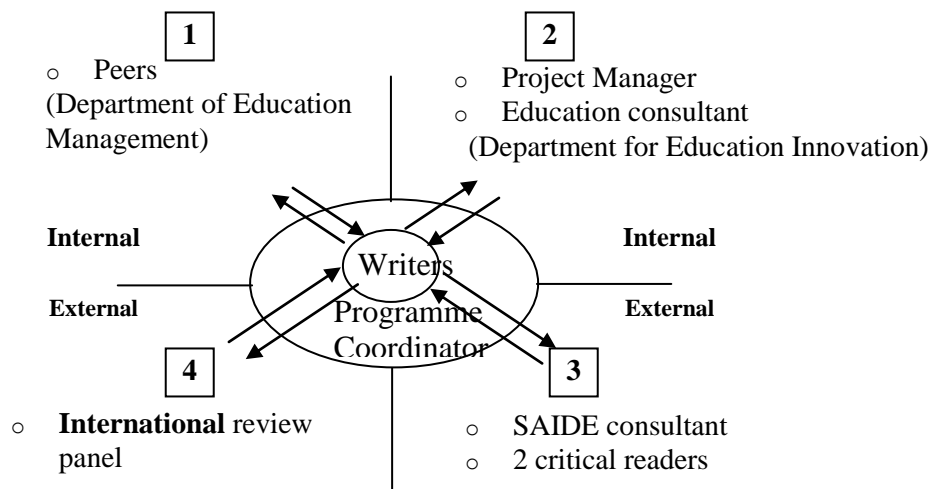 1
○ Peers
(Department of Education
Management)
2
○ Project Manager
○ Education consultant
(Department for Education Innovation)
Internal
Internal
Writers
External
External
Programme
Coordinator
4
○ International review
panel
3
○ SAIDE consultant
○ 2 critical readers